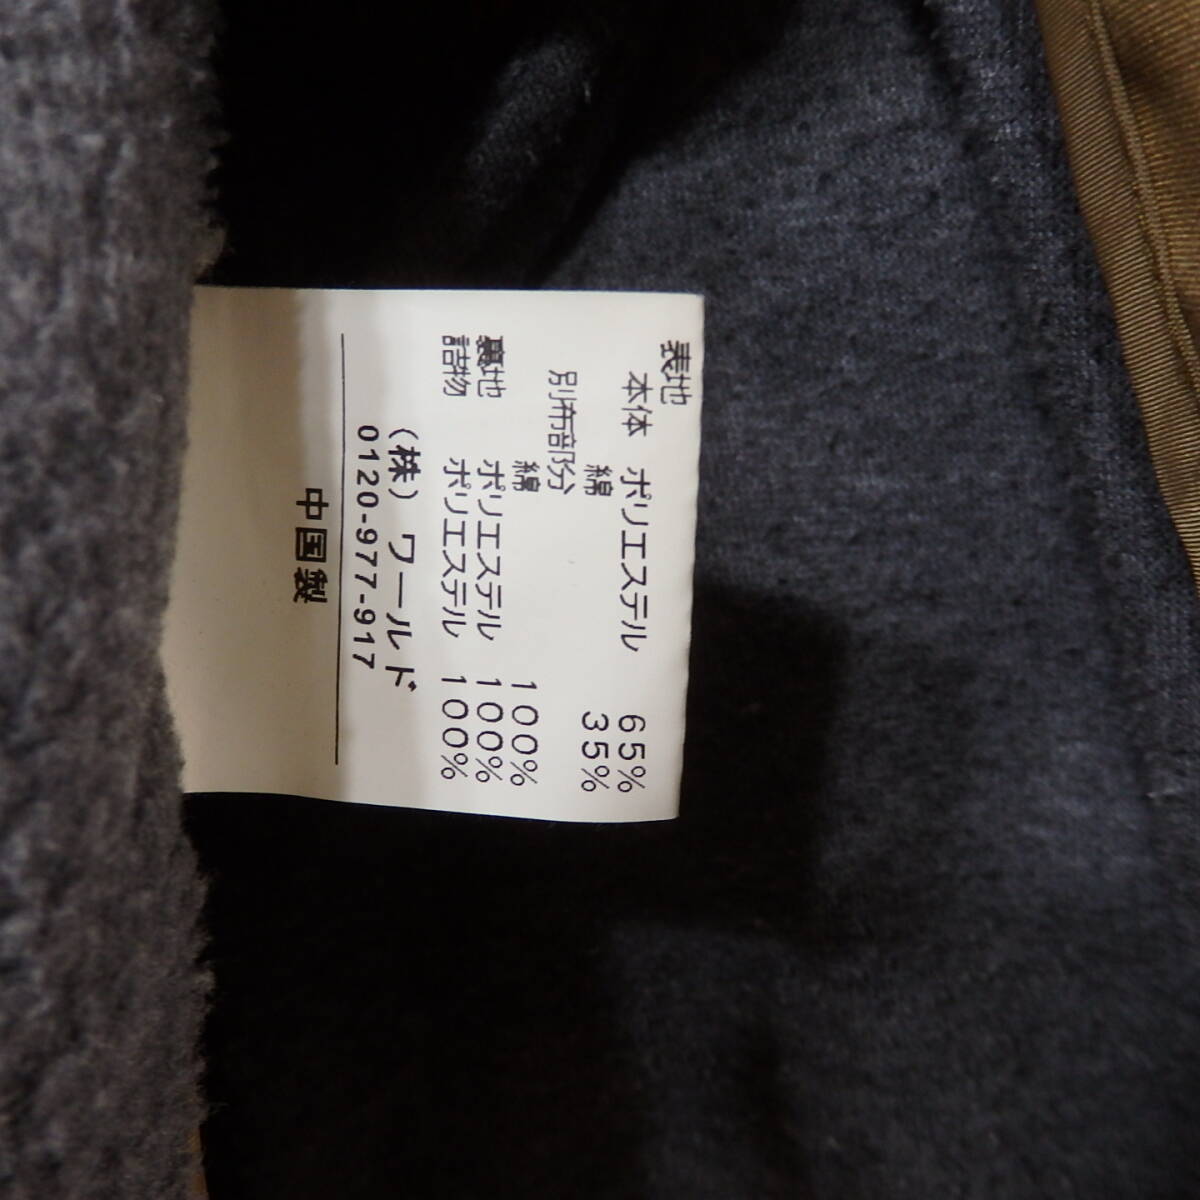 表地
本体 ポリエステル 65%
綿 35%
別布部分
綿 100%
裏地 ポリエステル 100%
詰物 ポリエステル 100%
(株) ワールド
0120-977-917
中国製